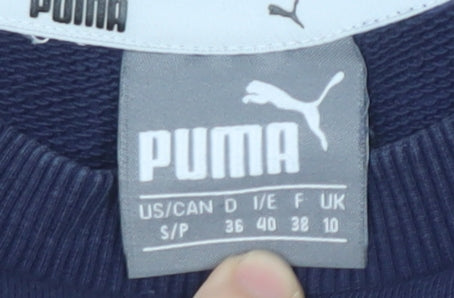 PUMA
PUMA
US/CAN D I/E F UK
S/P 36 40 38 10